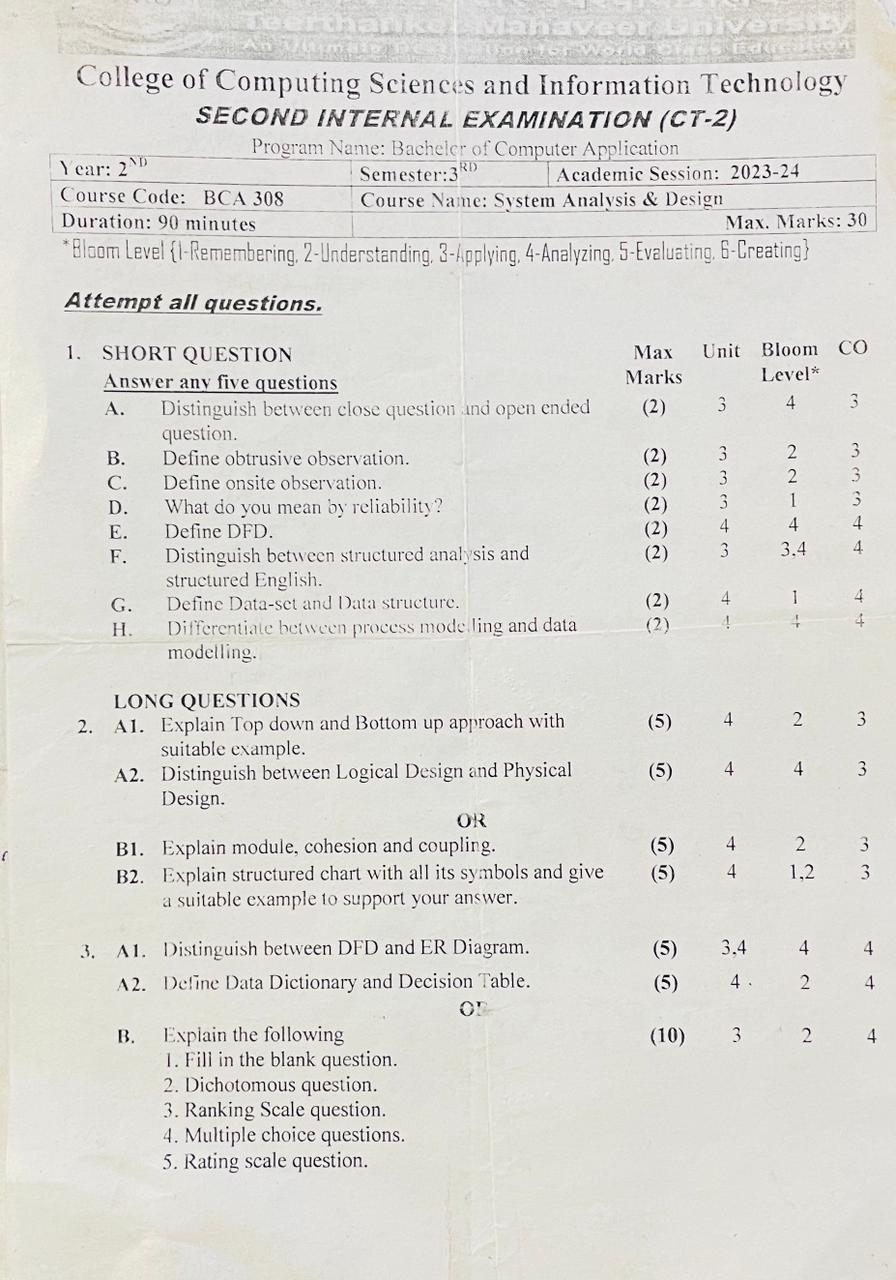 Teerthanker Mahaveer University
College of Computing Sciences and Information Technology
SECOND INTERNAL EXAMINATION (CT-2)
Program Name: Bachelor of Computer Application
Year: 2ND Semester:3RD Academic Session: 2023-24
Course Code: BCA 308 Course Name: System Analysis & Design
Duration: 90 minutes Max. Marks: 30
*Bloom Level {1-Remembering, 2-Understanding, 3-Applying, 4-Analyzing, 5-Evaluating, 6-Creating}
Attempt all questions.
1. SHORT QUESTION Max Unit Bloom CO
Answer any five questions Marks Level*
A. Distinguish between close question and open ended (2) 3 4 3
question.
B. Define obtrusive observation. (2) 3 2 3
C. Define onsite observation. (2) 3 2 3
D. What do you mean by reliability? (2) 3 1 3
E. Define DFD. (2) 4 4 4
F. Distinguish between structured analysis and (2) 3 3,4 4
structured English.
G. Define Data-set and Data structure. (2) 4 1 4
H. Differentiate between process modelling and data (2) 4 4 4
modelling.
LONG QUESTIONS
2. A1. Explain Top down and Bottom up approach with (5) 4 2 3
suitable example.
A2. Distinguish between Logical Design and Physical (5) 4 4 3
Design.
OR
B1. Explain module, cohesion and coupling. (5) 4 2 3
B2. Explain structured chart with all its symbols and give (5) 4 1,2 3
a suitable example to support your answer.
3. A1. Distinguish between DFD and ER Diagram. (5) 3,4 4 4
A2. Define Data Dictionary and Decision Table. (5) 4 2 4
OR
B. Explain the following (10) 3 2 4
1. Fill in the blank question.
2. Dichotomous question.
3. Ranking Scale question.
4. Multiple choice questions.
5. Rating scale question.